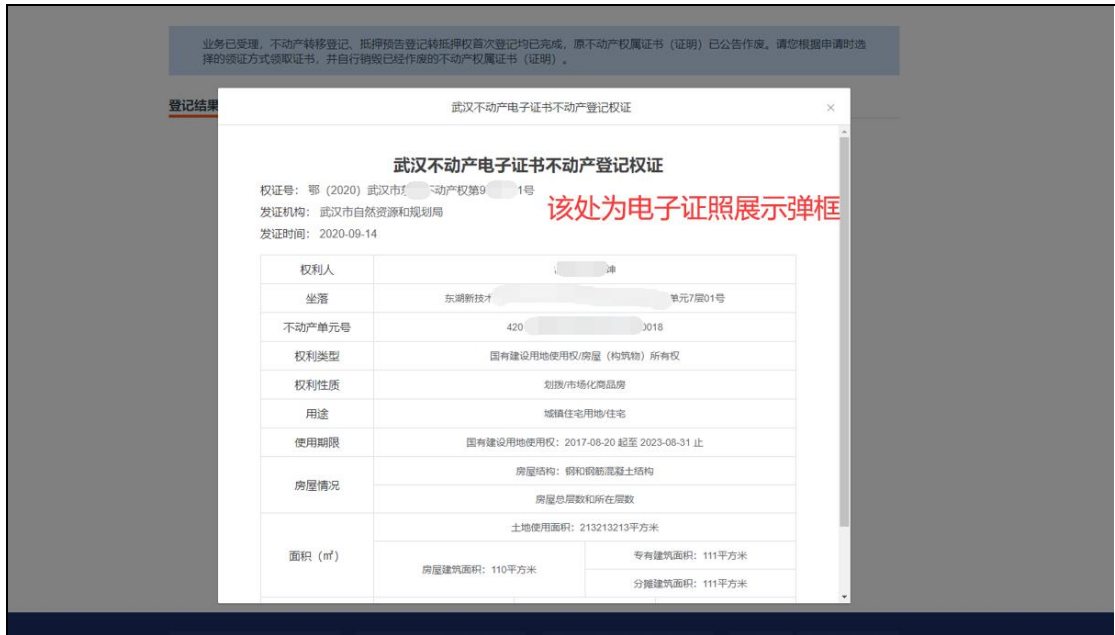 业务已受理，不动产转移登记、抵押预告登记转抵押权首次登记均已完成，原不动产权属证书（证明）已公告作废。请您根据申请时选
择的领证方式领取证书，并自行销毁已经作废的不动产权属证书（证明）。
登记结果
武汉不动产电子证书不动产登记权证 ×
武汉不动产电子证书不动产登记权证
权证号： 鄂 (2020) 武汉市 不动产权第9 1号
该处为电子证照展示弹框
发证机构： 武汉市自然资源和规划局
发证时间： 2020-09-14
权利人 坤
坐落 东湖新技术 单元7层01号
不动产单元号 420 0018
权利类型 国有建设用地使用权/房屋（构筑物）所有权
权利性质 划拨/市场化商品房
用途 城镇住宅用地/住宅
使用期限 国有建设用地使用权：2017-08-20 起至 2023-08-31 止
房屋情况
房屋结构：钢和钢筋混凝土结构
房屋总层数和所在层数
面积（㎡）
土地使用面积：213213213平方米
房屋建筑面积：110平方米
专有建筑面积：111平方米
分摊建筑面积：111平方米